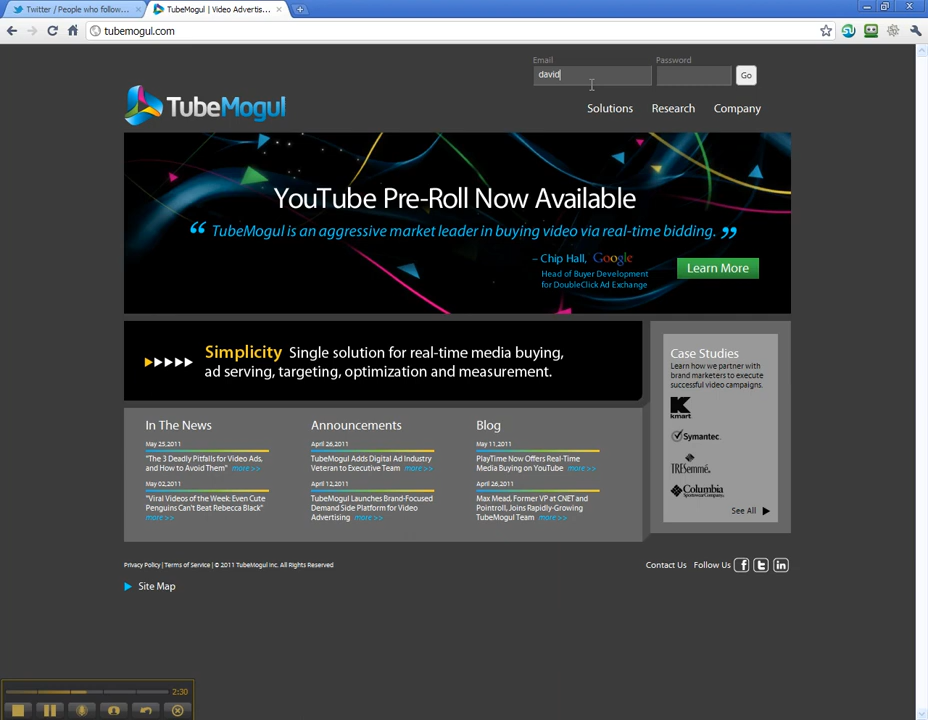 Twitter / People who follow...
TubeMogul | Video Advertis...
tubemogul.com
Email
Password
david
Go
TubeMogul
Solutions
Research
Company
YouTube Pre-Roll Now Available
“ TubeMogul is an aggressive market leader in buying video via real-time bidding. ”
– Chip Hall, Google
Head of Buyer Development
for DoubleClick Ad Exchange
Learn More
Simplicity Single solution for real-time media buying,
ad serving, targeting, optimization and measurement.
Case Studies
Learn how we partner with
brand marketers to execute
successful video campaigns.
K
kmart
Symantec.
TRESemmé.
Columbia
Sportswear Company.
See All
In The News
May 23,2011
"The 3 Deadly Pitfalls for Video Ads,
and How to Avoid Them" more >>
May 02,2011
"Viral Videos of the Week: Even Cute
Penguins Can't Beat Rebecca Black"
more >>
Announcements
April 26,2011
TubeMogul Adds Digital Ad Industry
Veteran to Executive Team more >>
April 12,2011
TubeMogul Launches Brand-Focused
Demand Side Platform for Video
Advertising more >>
Blog
May 11,2011
PlayTime Now Offers Real-Time
Media Buying on YouTube more >>
April 26,2011
Max Mead, Former VP at CNET and
Pointroll, Joins Rapidly-Growing
TubeMogul Team more >>
Privacy Policy | Terms of Service | © 2011 TubeMogul Inc. All Rights Reserved
Contact Us
Follow Us
f
t
in
Site Map
2:30